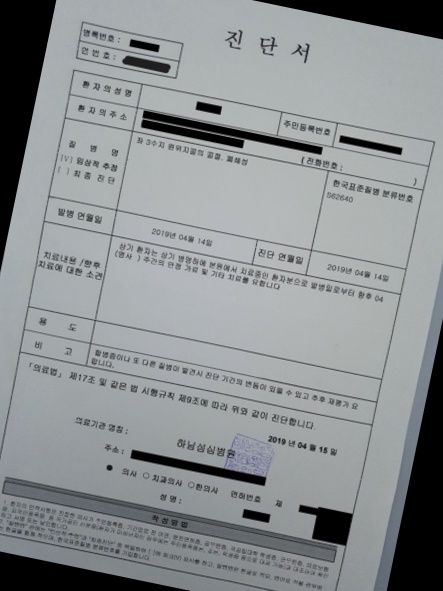 진 단 서
병록번호 :
연 번호 :
환 자 의 성 명
주민등록번호
환 자 의 주 소
( 전화번호 : )
질 병 명
[V] 임상적 추정
[ ] 최 종 진 단
좌 3수지 원위지골의 골절, 폐쇄성
한국표준질병 분류번호
S62640
발병 연월일
2019년 04월 14일
진단 연월일
2019년 04월 14일
치료내용 /향후
치료에 대한 소견
상기 환자는 상기 병명하에 본원에서 치료중인 환자분으로 발병일로부터 향후 04
(영사 ) 주간의 안정 가료 및 기타 치료를 요합니다
용 도
비 고
질병증이나 또 다른 질병이 발견시 진단 기간의 변동이 있을 수 있고 추후 재평가 요
합니다.
「의료법」 제17조 및 같은 법 시행규칙 제9조에 따라 위와 같이 진단합니다.
2019 년 04 월 15 일
의료기관 명칭 :
하남성심병원
주소 :
● 의사 ○ 치과의사 ○ 한의사 면허번호 제
성 명 :
작 성 방 법